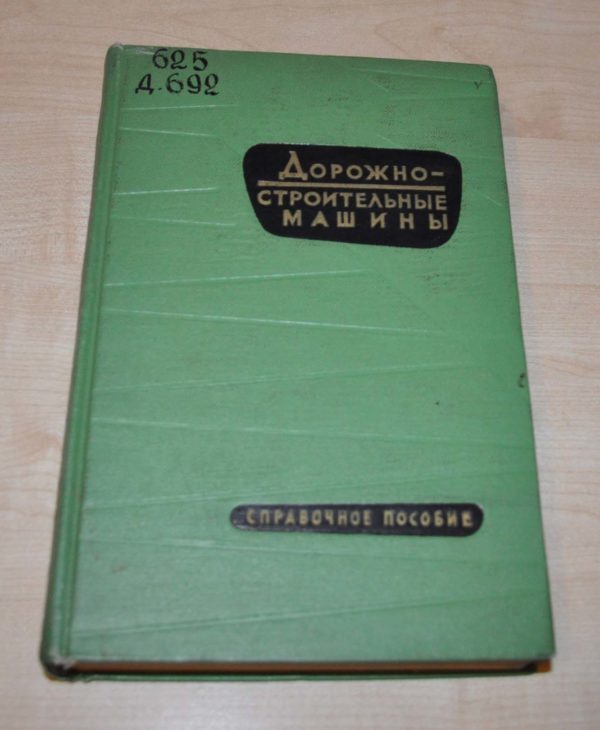 625
Д.692
Дорожно-
строительные
машины
справочное пособие